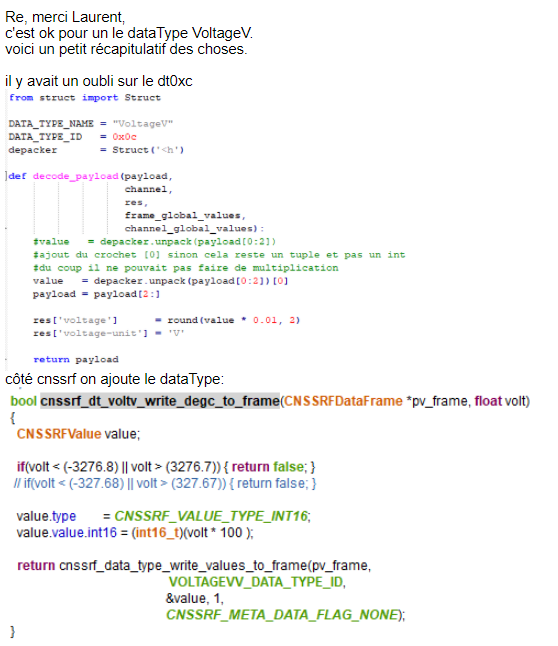 Re, merci Laurent,
c'est ok pour un le dataType VoltageV.
voici un petit récapitulatif des choses.
il y avait un oubli sur le dt0xc
from struct import Struct
DATA_TYPE_NAME = "VoltageV"
DATA_TYPE_ID   = 0x0c
depacker       = Struct('<h')
def decode_payload(payload,
channel,
res,
frame_global_values,
channel_global_values):
#value   = depacker.unpack(payload[0:2])
#ajout du crochet [0] sinon cela reste un tuple et pas un int
#du coup il ne pouvait pas faire de multiplication
value   = depacker.unpack(payload[0:2])[0]
payload = payload[2:]
res['voltage']      = round(value * 0.01, 2)
res['voltage-unit'] = 'V'
return payload
côté cnssrf on ajoute le dataType:
bool cnssrf_dt_voltv_write_degc_to_frame(CNSSRFDataFrame *pv_frame, float volt)
{
CNSSRFValue value;
if(volt < (-3276.8) || volt > (3276.7)) { return false; }
// if(volt < (-327.68) || volt > (327.67)) { return false; }
value.type     = CNSSRF_VALUE_TYPE_INT16;
value.value.int16 = (int16_t)(volt * 100 );
return cnssrf_data_type_write_values_to_frame(pv_frame,
VOLTAGEVV_DATA_TYPE_ID,
&value, 1,
CNSSRF_META_DATA_FLAG_NONE);
}